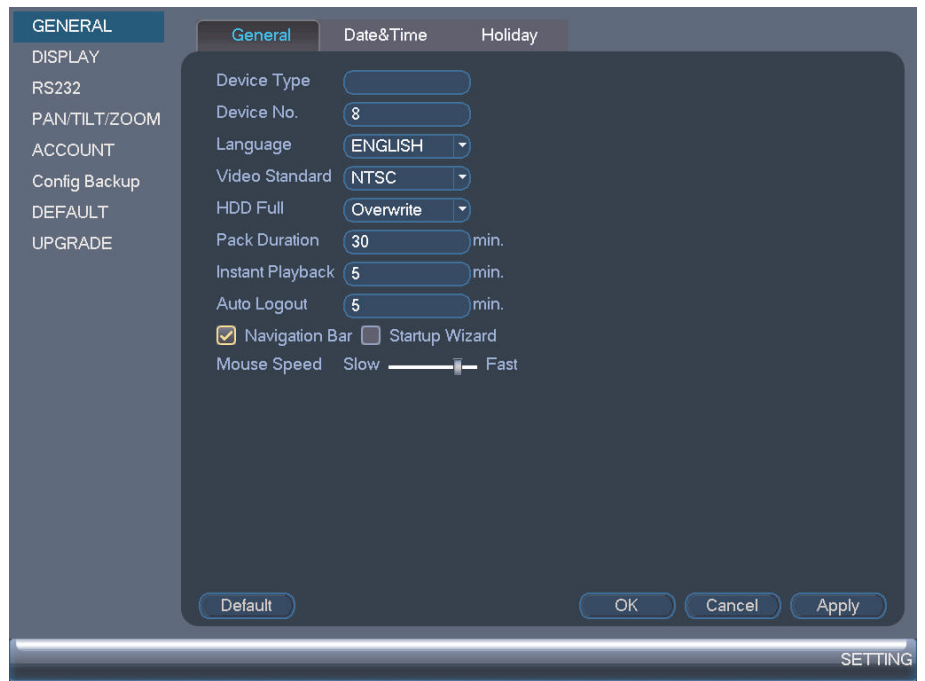 GENERAL
DISPLAY
RS232
PAN/TILT/ZOOM
ACCOUNT
Config Backup
DEFAULT
UPGRADE
General Date&Time Holiday
Device Type
Device No. 8
Language ENGLISH
Video Standard NTSC
HDD Full Overwrite
Pack Duration 30 min.
Instant Playback 5 min.
Auto Logout 5 min.
Navigation Bar Startup Wizard
Mouse Speed Slow Fast
Default OK Cancel Apply
SETTING